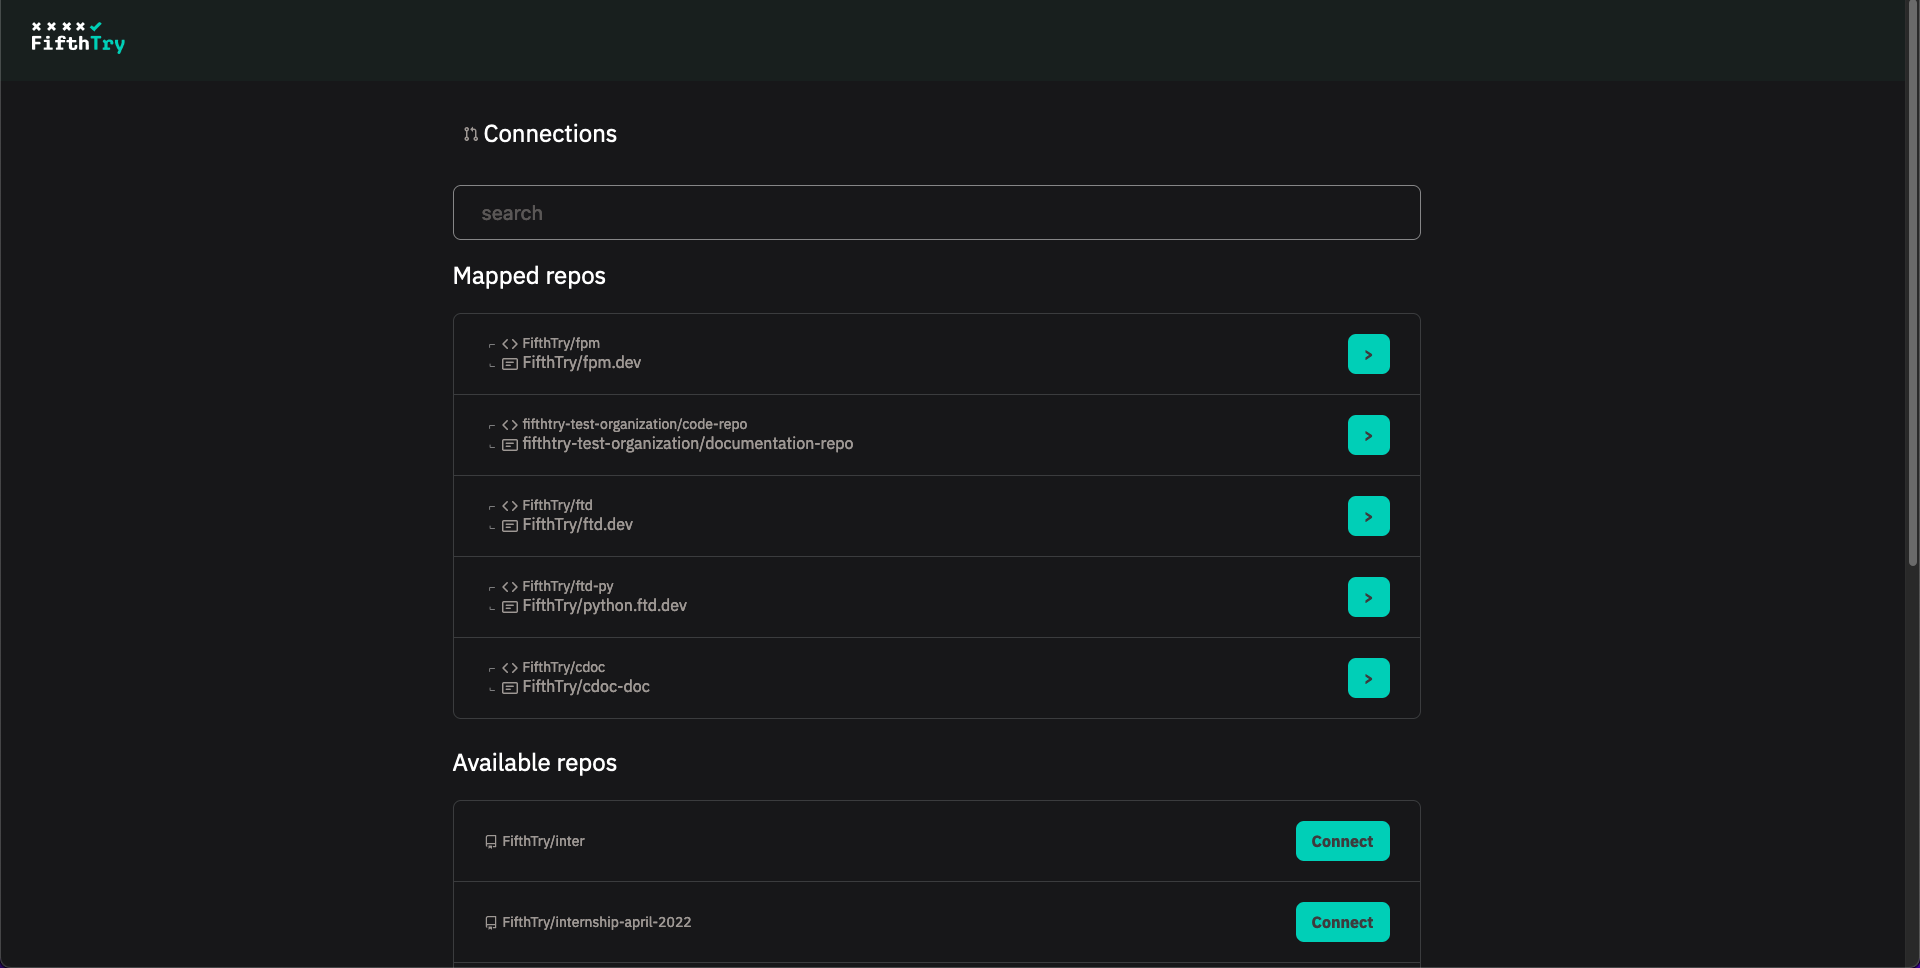 FifthTry
Connections
search
Mapped repos
FifthTry/fpm
FifthTry/fpm.dev
>
fifthtry-test-organization/code-repo
fifthtry-test-organization/documentation-repo
>
FifthTry/ftd
FifthTry/ftd.dev
>
FifthTry/ftd-py
FifthTry/python.ftd.dev
>
FifthTry/cdoc
FifthTry/cdoc-doc
>
Available repos
FifthTry/inter
Connect
FifthTry/internship-april-2022
Connect